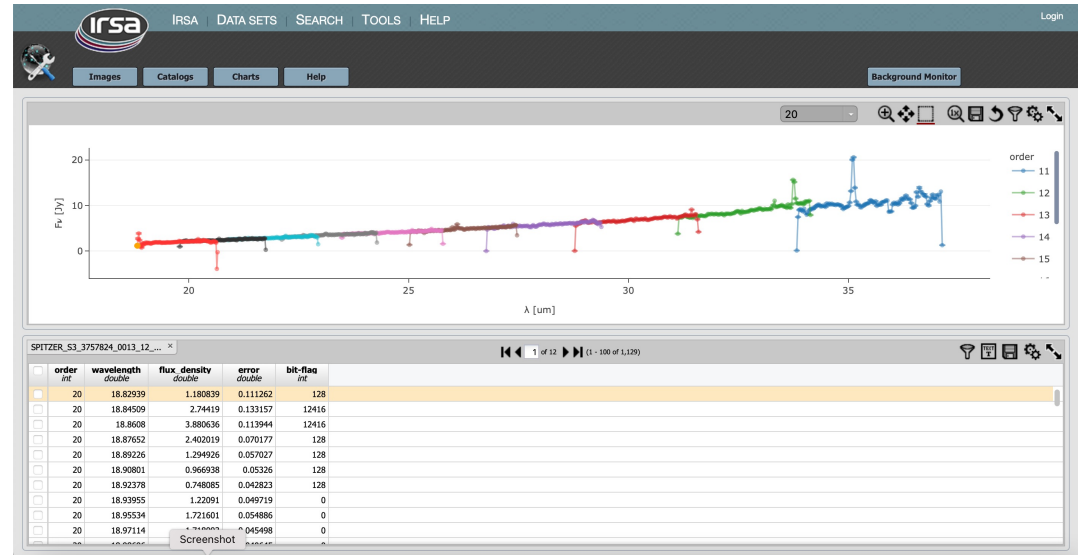 irsa IRSA DATA SETS SEARCH TOOLS HELP Login
Images Catalogs Charts Help Background Monitor
20
order
11
12
13
14
15
20
10
0
Fν [Jy]
20 25 30 35
λ [um]
SPITZER_S3_3757824_0013_12_... × 1 of 12 (1 - 100 of 1,129)
order wavelength flux_density error bit-flag
int double double double int
20 18.82939 1.180839 0.111262 128
20 18.84509 2.74419 0.133157 12416
20 18.8608 3.880636 0.113944 12416
20 18.87652 2.402019 0.070177 128
20 18.89226 1.294926 0.057027 128
20 18.90801 0.966938 0.05326 128
20 18.92378 0.748085 0.042823 128
20 18.93955 1.22091 0.049719 0
20 18.95534 1.721601 0.054886 0
20 18.97114 0.045498 0
Screenshot